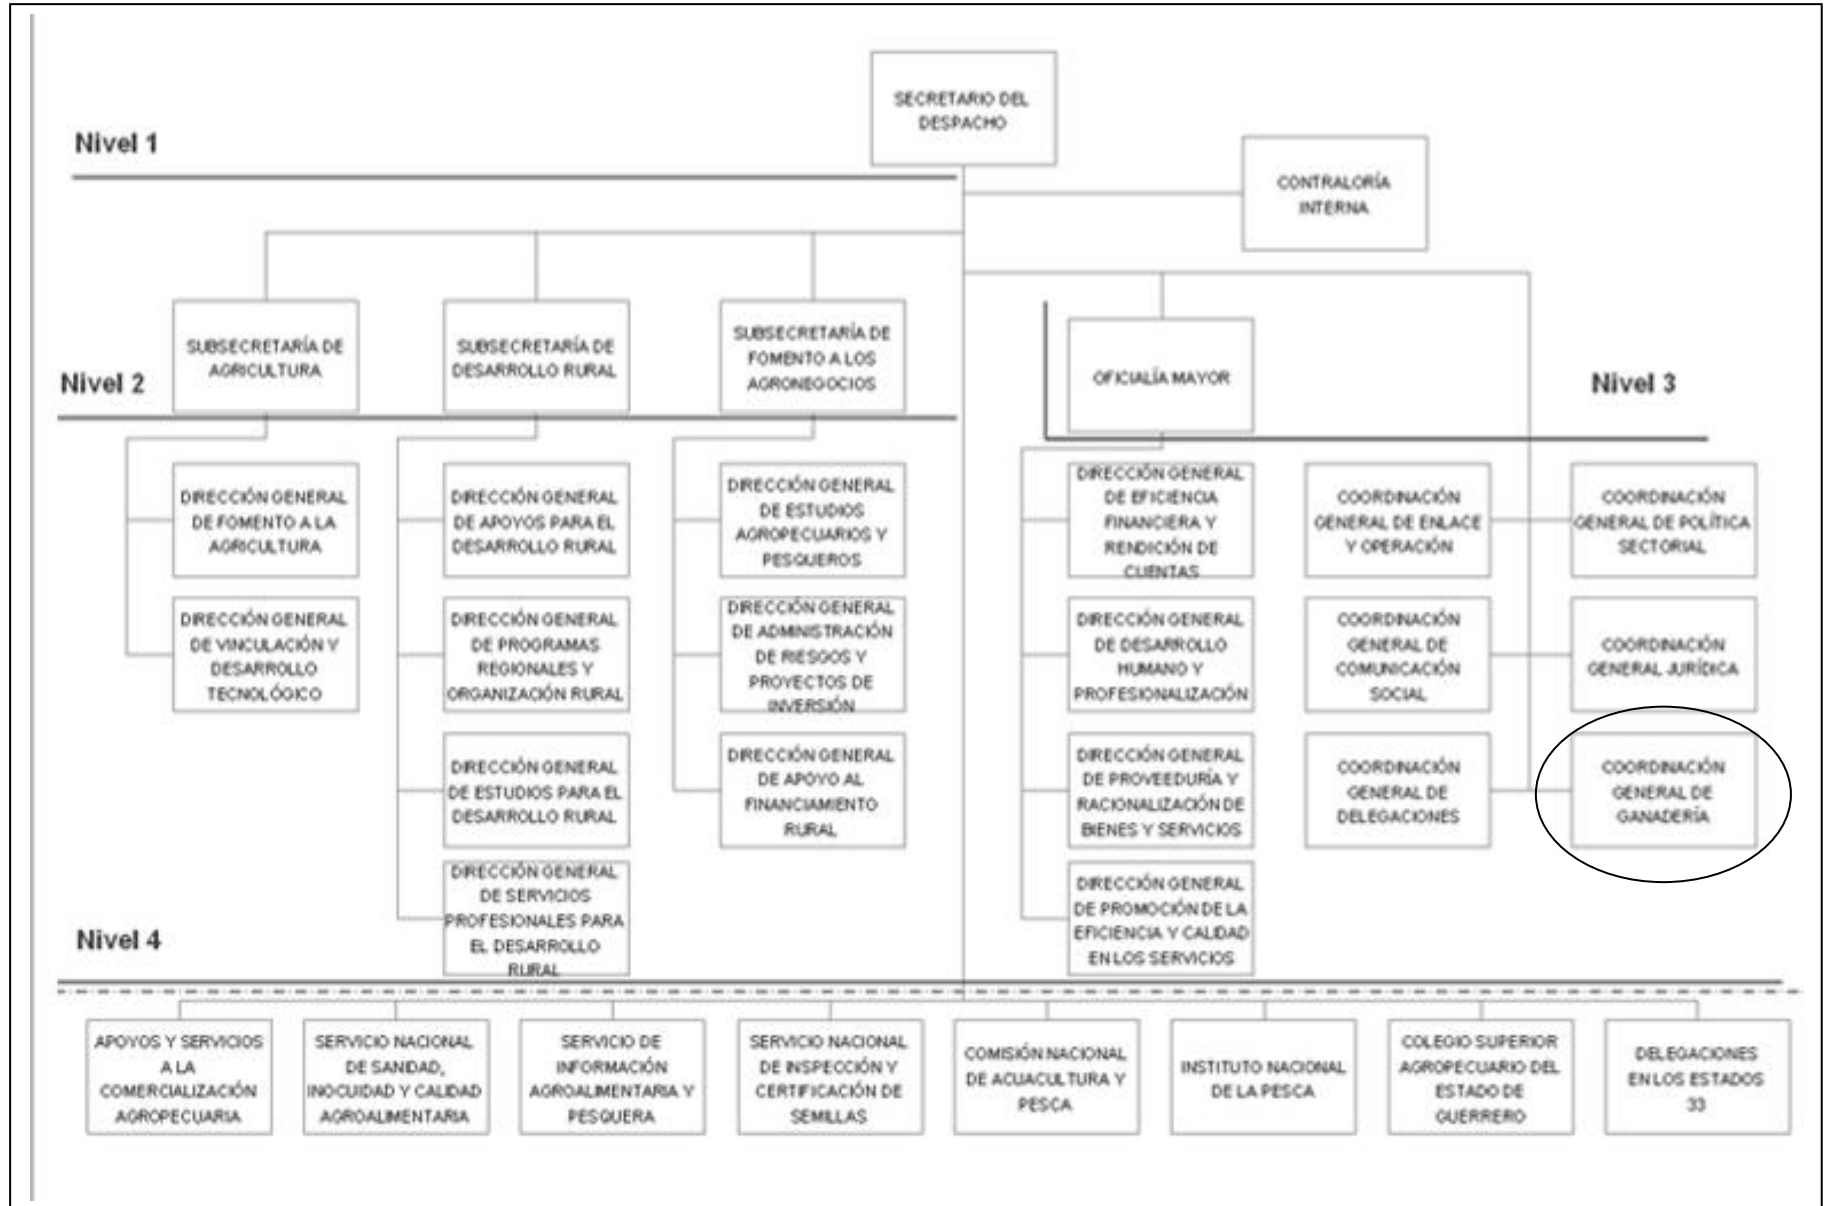 SECRETARIO DEL
DESPACHO
Nivel 1
CONTRALORÍA
INTERNA
SUBSECRETARÍA DE
AGRICULTURA
SUBSECRETARÍA DE
DESARROLLO RURAL
SUBSECRETARÍA DE
FOMENTO A LOS
AGRONEGOCIOS
OFICIALÍA MAYOR
Nivel 2
Nivel 3
DIRECCIÓN GENERAL
DE FOMENTO A LA
AGRICULTURA
DIRECCIÓN GENERAL
DE APOYOS PARA EL
DESARROLLO RURAL
DIRECCIÓN GENERAL
DE ESTUDIOS
AGROPECUARIOS Y
PESQUEROS
DIRECCIÓN GENERAL
DE EFICIENCIA
FINANCIERA Y
RENDICIÓN DE
CUENTAS
COORDINACIÓN
GENERAL DE ENLACE
Y OPERACIÓN
COORDINACIÓN
GENERAL DE POLÍTICA
SECTORIAL
DIRECCIÓN GENERAL
DE VINCULACIÓN Y
DESARROLLO
TECNOLÓGICO
DIRECCIÓN GENERAL
DE PROGRAMAS
REGIONALES Y
ORGANIZACIÓN RURAL
DIRECCIÓN GENERAL
DE ADMINISTRACIÓN
DE RIESGOS Y
PROYECTOS DE
INVERSIÓN
DIRECCIÓN GENERAL
DE DESARROLLO
HUMANO Y
PROFESIONALIZACIÓN
COORDINACIÓN
GENERAL DE
COMUNICACIÓN
SOCIAL
COORDINACIÓN
GENERAL JURÍDICA
DIRECCIÓN GENERAL
DE ESTUDIOS PARA EL
DESARROLLO RURAL
DIRECCIÓN GENERAL
DE APOYO AL
FINANCIAMIENTO
RURAL
DIRECCIÓN GENERAL
DE PROVEEDURÍA Y
RACIONALIZACIÓN DE
BIENES Y SERVICIOS
COORDINACIÓN
GENERAL DE
DELEGACIONES
COORDINACIÓN
GENERAL DE
GANADERÍA
DIRECCIÓN GENERAL
DE SERVICIOS
PROFESIONALES PARA
EL DESARROLLO
RURAL
DIRECCIÓN GENERAL
DE PROMOCIÓN DE LA
EFICIENCIA Y CALIDAD
EN LOS SERVICIOS
Nivel 4
APOYOS Y SERVICIOS
A LA
COMERCIALIZACIÓN
AGROPECUARIA
SERVICIO NACIONAL
DE SANIDAD,
INOCUIDAD Y CALIDAD
AGROALIMENTARIA
SERVICIO DE
INFORMACIÓN
AGROALIMENTARIA Y
PESQUERA
SERVICIO NACIONAL
DE INSPECCIÓN Y
CERTIFICACIÓN DE
SEMILLAS
COMISIÓN NACIONAL
DE ACUACULTURA Y
PESCA
INSTITUTO NACIONAL
DE LA PESCA
COLEGIO SUPERIOR
AGROPECUARIO DEL
ESTADO DE
GUERRERO
DELEGACIONES
EN LOS ESTADOS
33